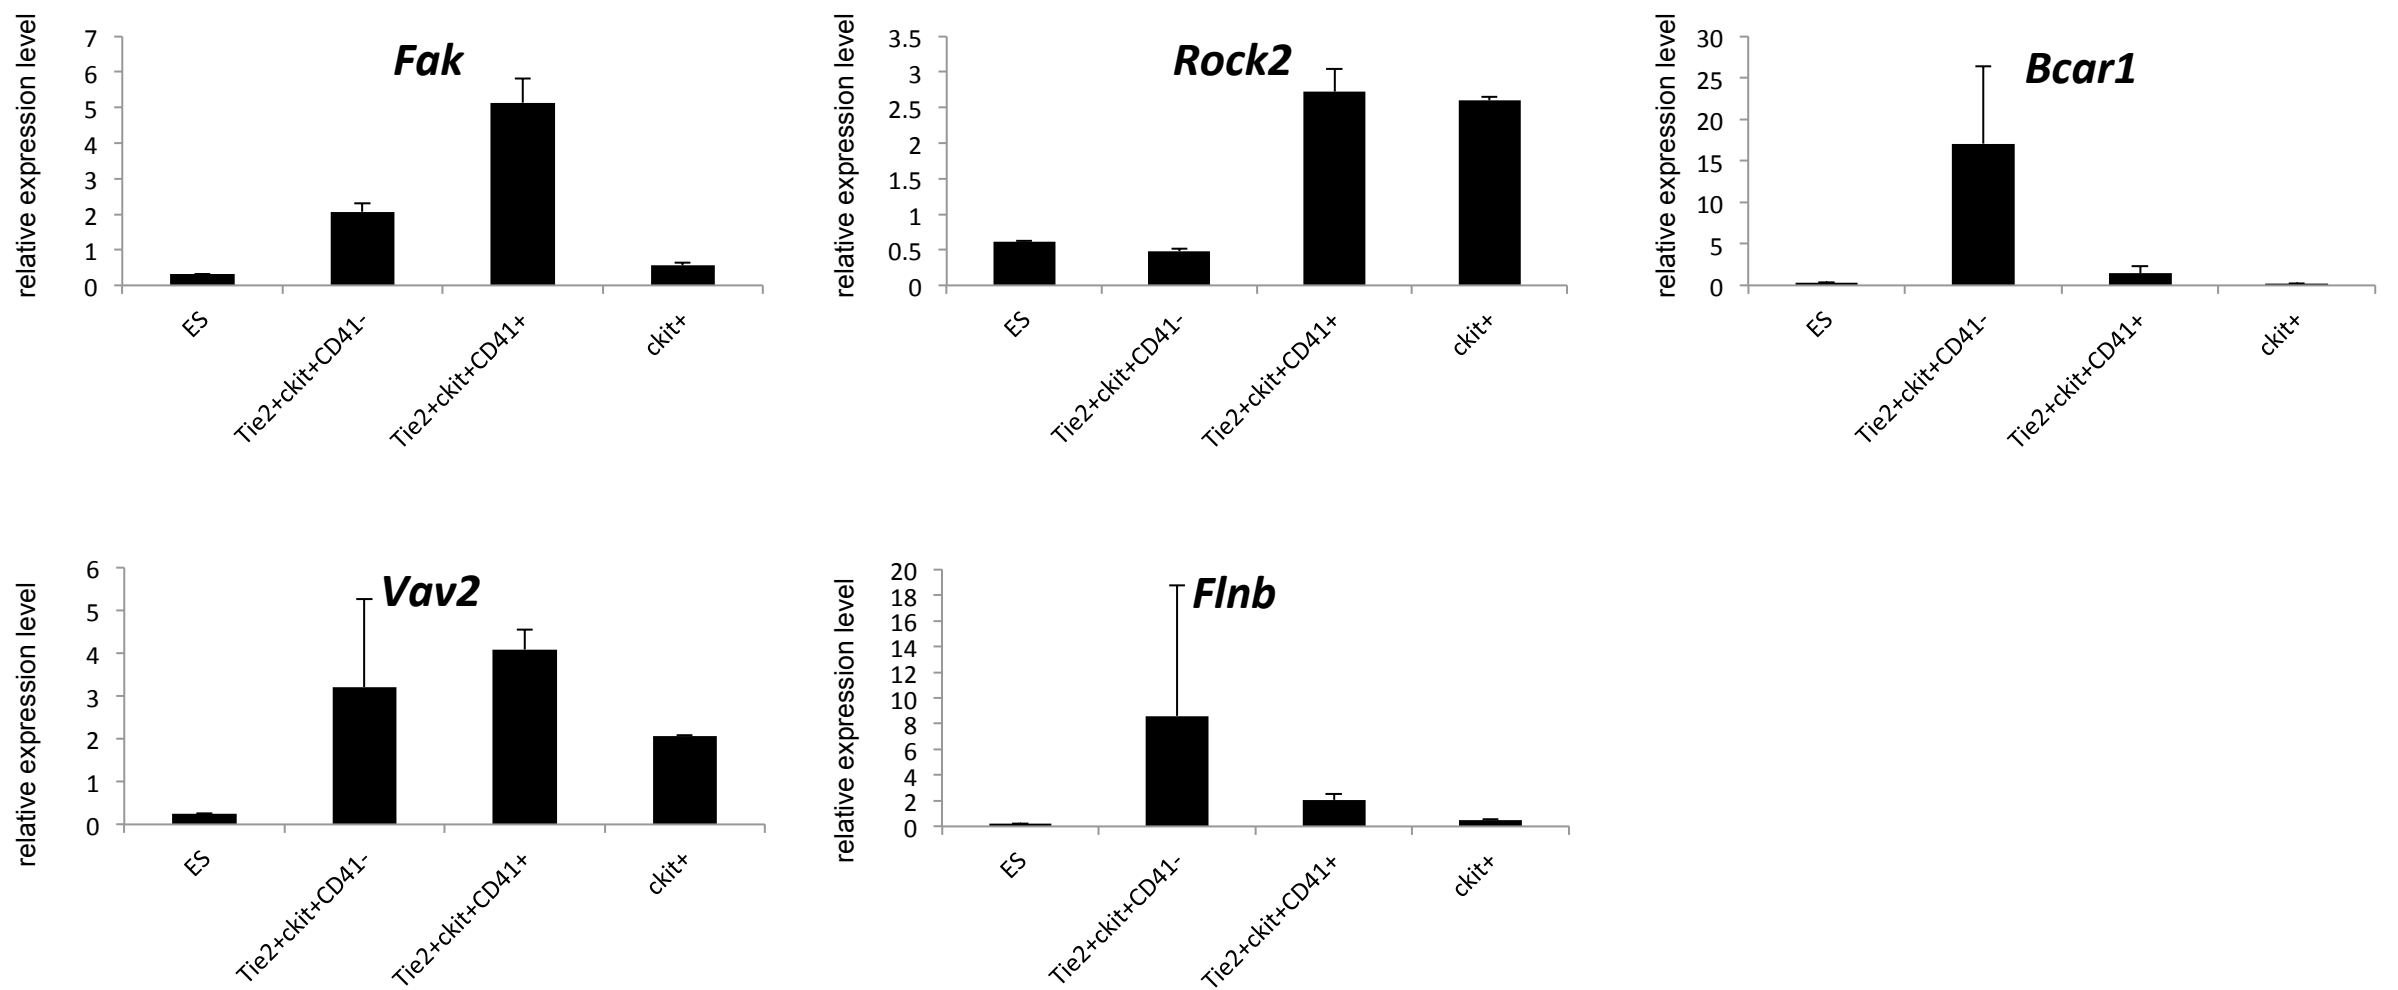 Fak
relative expression level
7
6
5
4
3
2
1
0
ES
Tie2+ckit+CD41-
Tie2+ckit+CD41+
ckit+
Rock2
relative expression level
3.5
3
2.5
2
1.5
1
0.5
0
ES
Tie2+ckit+CD41-
Tie2+ckit+CD41+
ckit+
Bcar1
relative expression level
30
25
20
15
10
5
0
ES
Tie2+ckit+CD41-
Tie2+ckit+CD41+
ckit+
Vav2
relative expression level
6
5
4
3
2
1
0
ES
Tie2+ckit+CD41-
Tie2+ckit+CD41+
ckit+
Flnb
relative expression level
20
18
16
14
12
10
8
6
4
2
0
ES
Tie2+ckit+CD41-
Tie2+ckit+CD41+
ckit+